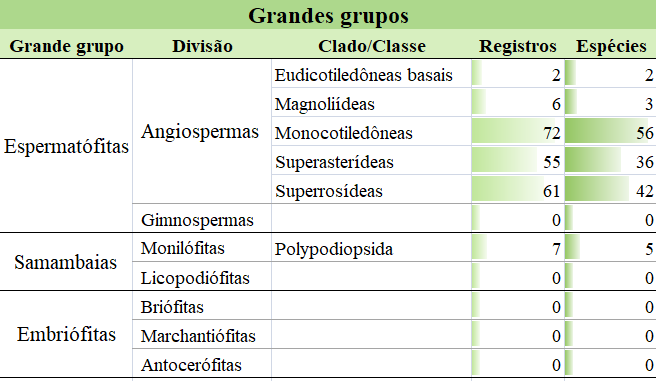 Grandes grupos
Grande grupo Divisão Clado/Classe Registros Espécies
Espermatófitas Angiospermas Eudicotiledôneas basais 2 2
Magnoliídeas 6 3
Monocotiledôneas 72 56
Superasterídeas 55 36
Superrosídeas 61 42
Gimnospermas 0 0
Samambaias Monilófitas Polypodiopsida 7 5
Licopodiófitas 0 0
Embriófitas Briófitas 0 0
Marchantiófitas 0 0
Antocerófitas 0 0